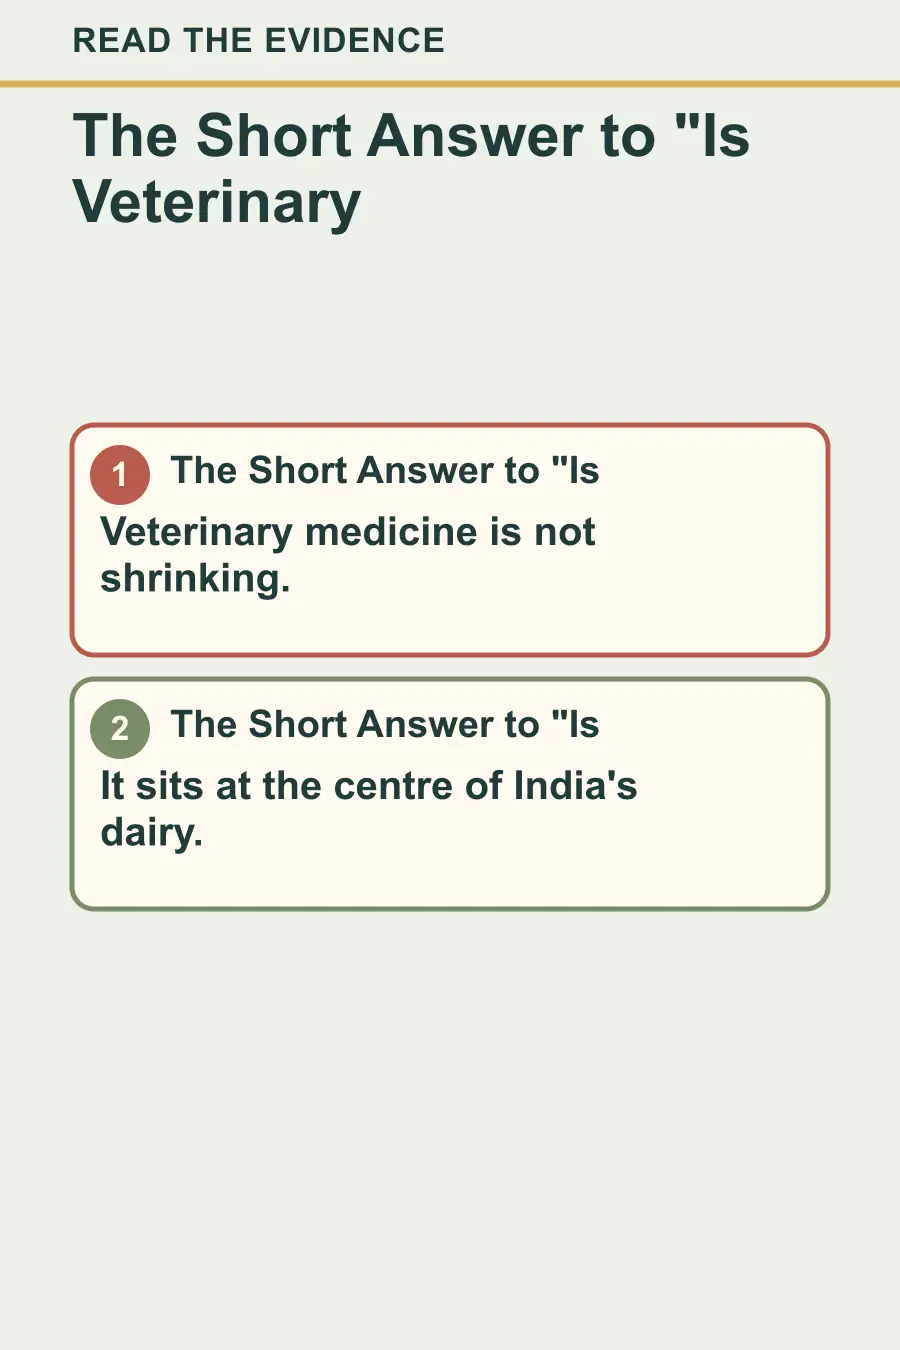 READ THE EVIDENCE
The Short Answer to "Is
Veterinary
1 The Short Answer to "Is
Veterinary medicine is not
shrinking.
2 The Short Answer to "Is
It sits at the centre of India's
dairy.